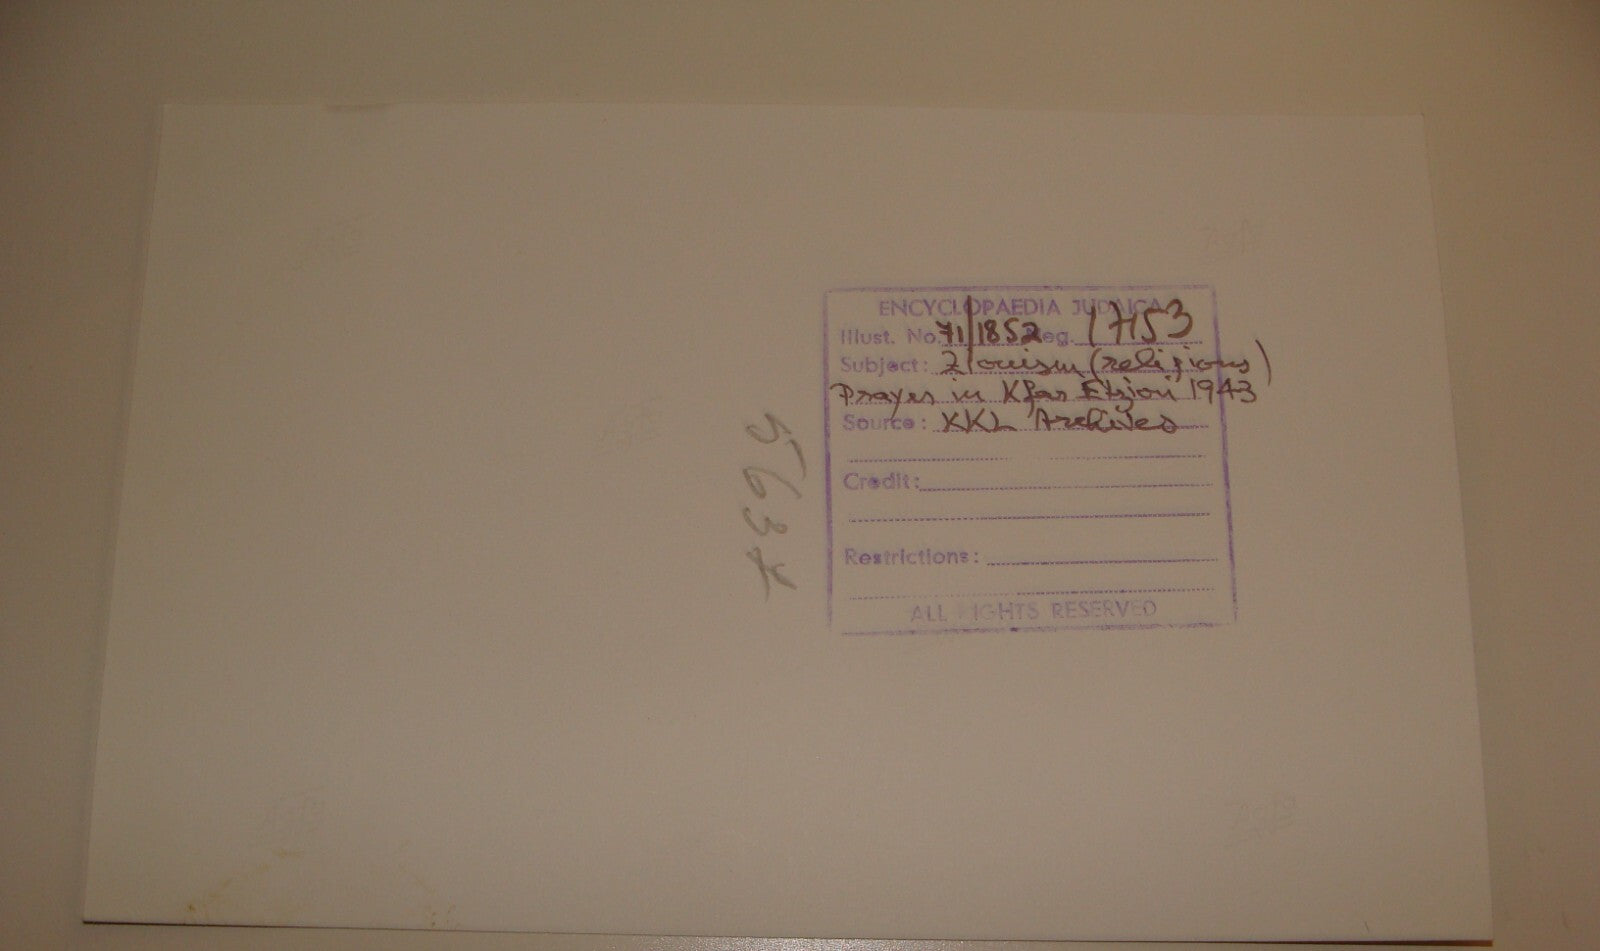 ENCYCLOPAEDIA JUDAICA
Illust. No. 71/1852 Neg. 17153
Subject: Zionism (religious)
Prayer in Kfar Etzion 1943
Source: KKL Archives
Credit:
Restrictions:
ALL RIGHTS RESERVED